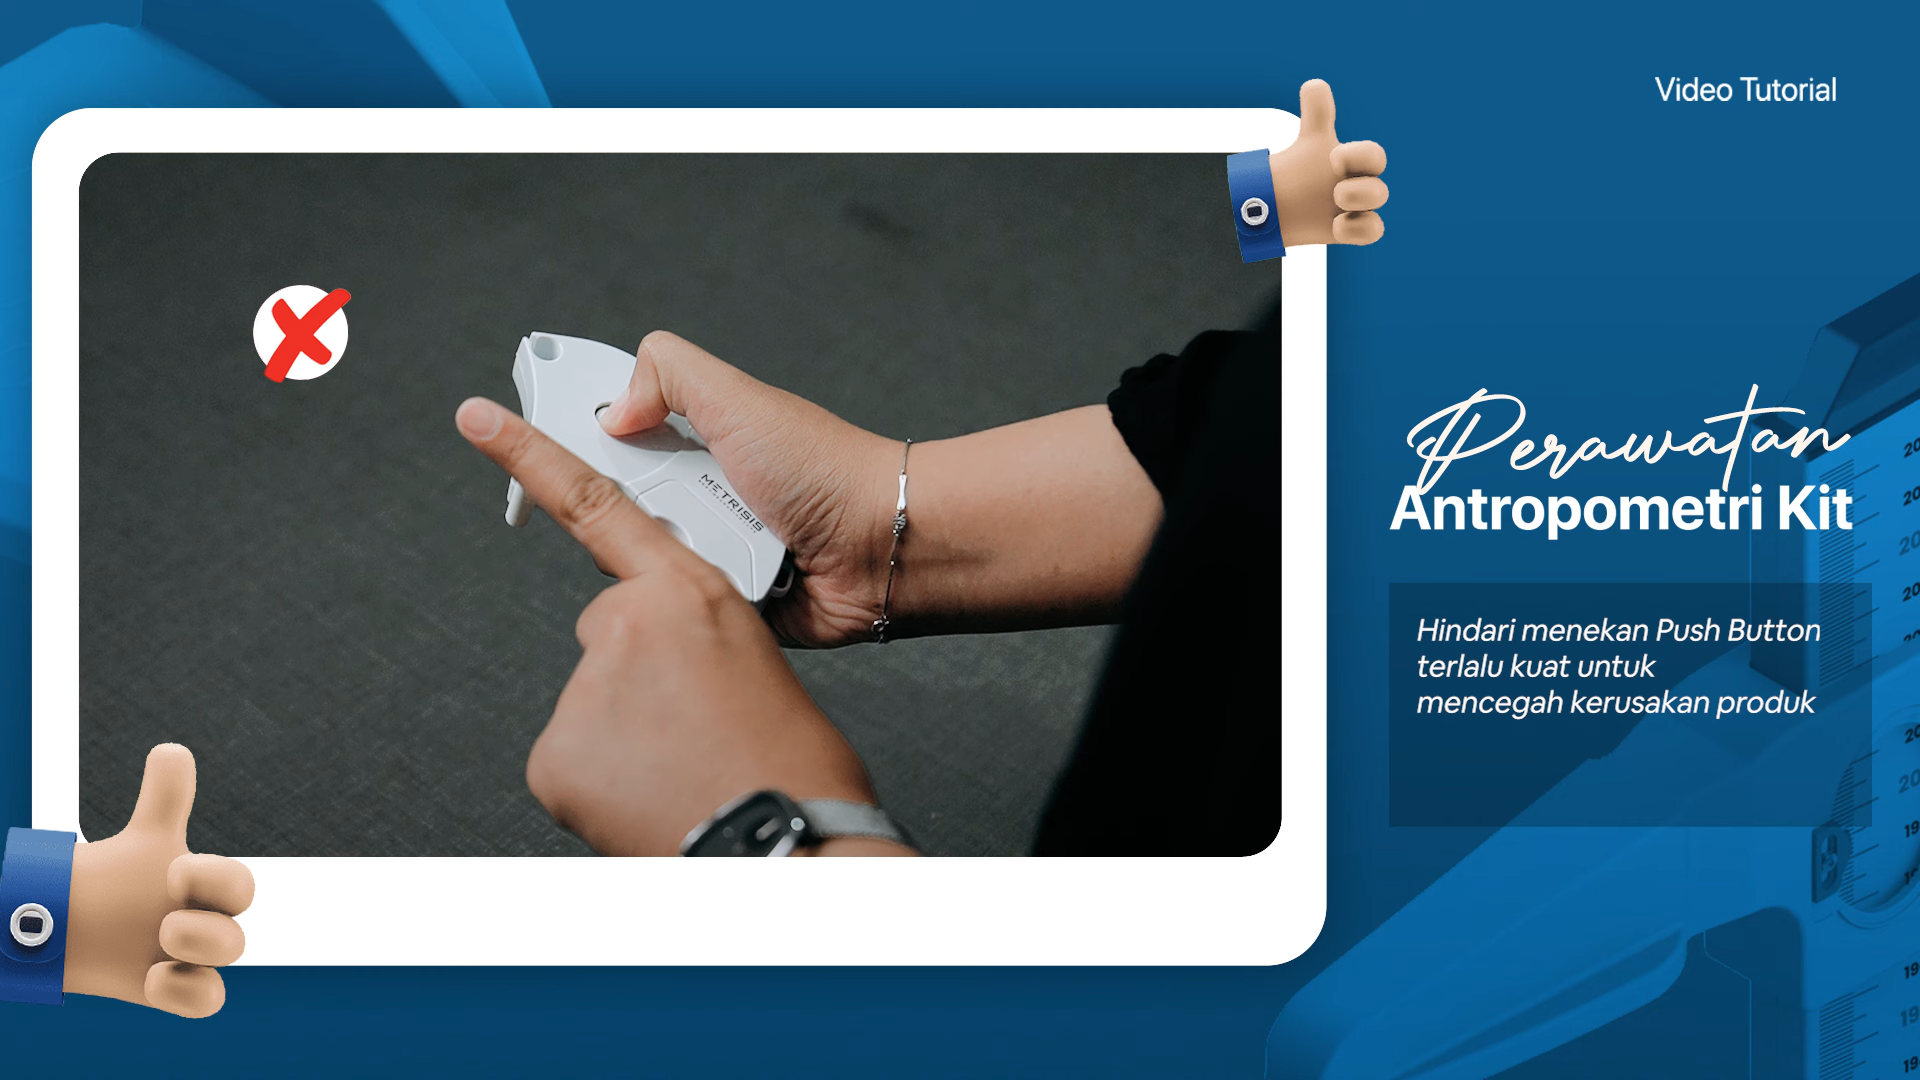 Video Tutorial
Perawatan
Antropometri Kit
Hindari menekan Push Button
terlalu kuat untuk
mencegah kerusakan produk
METRISIS